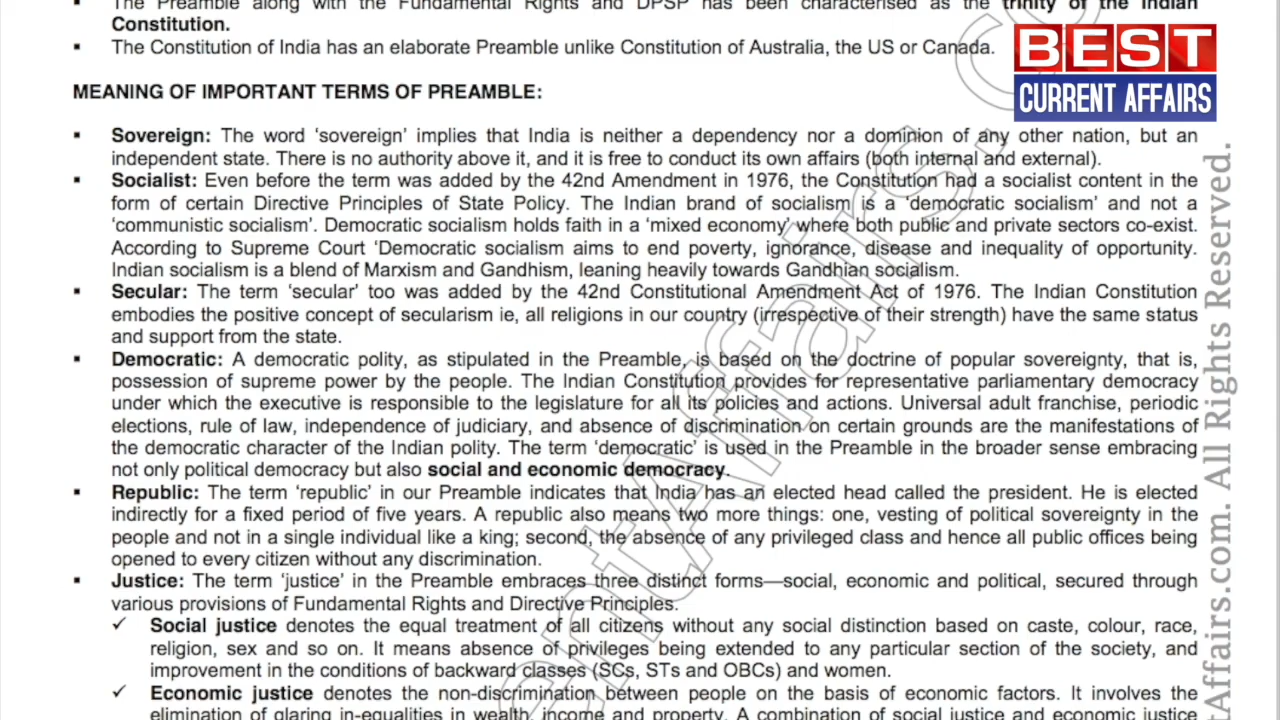 ▪ The Preamble along with the Fundamental Rights and DPSP has been characterised as the trinity of the Indian
Constitution.
▪ The Constitution of India has an elaborate Preamble unlike Constitution of Australia, the US or Canada.
BEST
CURRENT AFFAIRS
MEANING OF IMPORTANT TERMS OF PREAMBLE:
▪ Sovereign: The word ‘sovereign’ implies that India is neither a dependency nor a dominion of any other nation, but an
independent state. There is no authority above it, and it is free to conduct its own affairs (both internal and external).
▪ Socialist: Even before the term was added by the 42nd Amendment in 1976, the Constitution had a socialist content in the
form of certain Directive Principles of State Policy. The Indian brand of socialism is a ‘democratic socialism’ and not a
‘communistic socialism’. Democratic socialism holds faith in a ‘mixed economy’ where both public and private sectors co-exist.
According to Supreme Court ‘Democratic socialism aims to end poverty, ignorance, disease and inequality of opportunity.
Indian socialism is a blend of Marxism and Gandhism, leaning heavily towards Gandhian socialism.
▪ Secular: The term ‘secular’ too was added by the 42nd Constitutional Amendment Act of 1976. The Indian Constitution
embodies the positive concept of secularism ie, all religions in our country (irrespective of their strength) have the same status
and support from the state.
▪ Democratic: A democratic polity, as stipulated in the Preamble, is based on the doctrine of popular sovereignty, that is,
possession of supreme power by the people. The Indian Constitution provides for representative parliamentary democracy
under which the executive is responsible to the legislature for all its policies and actions. Universal adult franchise, periodic
elections, rule of law, independence of judiciary, and absence of discrimination on certain grounds are the manifestations of
the democratic character of the Indian polity. The term ‘democratic’ is used in the Preamble in the broader sense embracing
not only political democracy but also social and economic democracy.
▪ Republic: The term ‘republic’ in our Preamble indicates that India has an elected head called the president. He is elected
indirectly for a fixed period of five years. A republic also means two more things: one, vesting of political sovereignty in the
people and not in a single individual like a king; second, the absence of any privileged class and hence all public offices being
opened to every citizen without any discrimination.
▪ Justice: The term ‘justice’ in the Preamble embraces three distinct forms—social, economic and political, secured through
various provisions of Fundamental Rights and Directive Principles.
✓ Social justice denotes the equal treatment of all citizens without any social distinction based on caste, colour, race,
religion, sex and so on. It means absence of privileges being extended to any particular section of the society, and
improvement in the conditions of backward classes (SCs, STs and OBCs) and women.
✓ Economic justice denotes the non-discrimination between people on the basis of economic factors. It involves the
elimination of glaring in-equalities in wealth, income and property. A combination of social justice and economic justice
Affairs.com. All Rights Reserved.
entAffairs.co